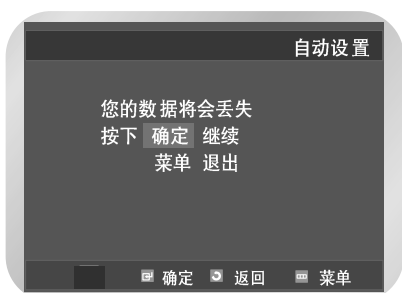 自动设置
您的数据将会丢失
按下 确定 继续
菜单 退出
确定 返回 菜单